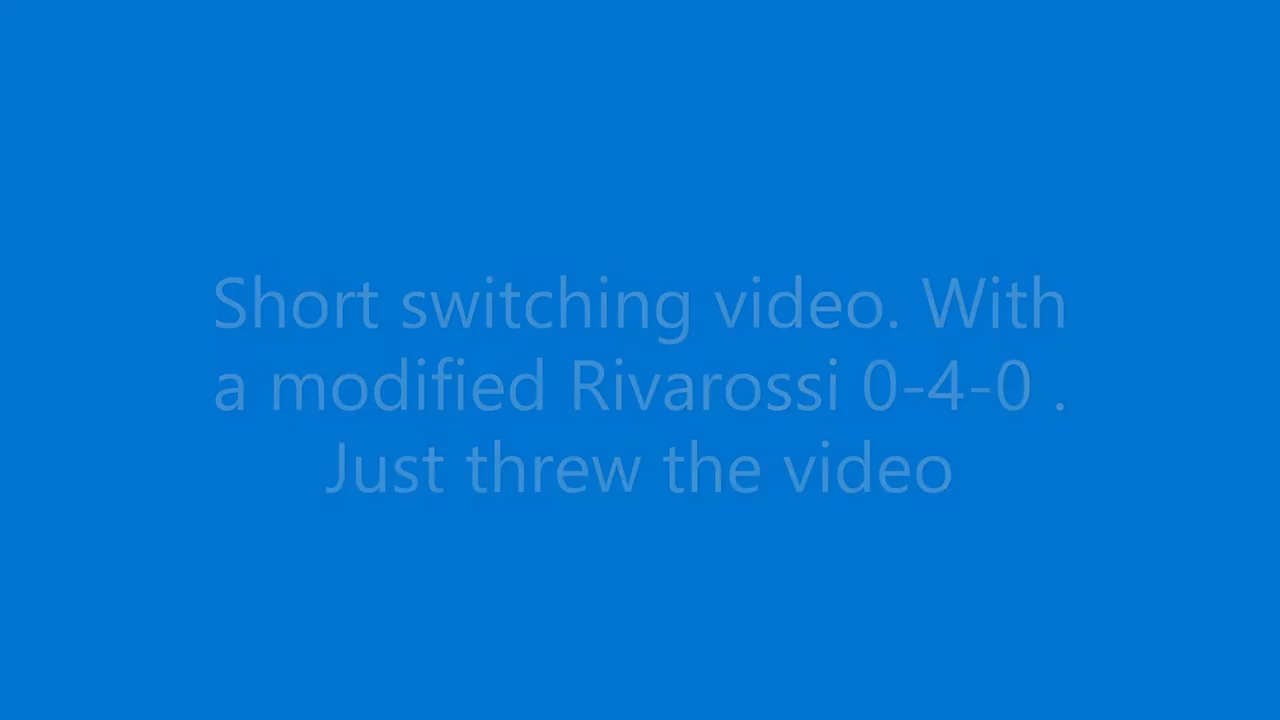 Short switching video. With
a modified Rivarossi 0-4-0 .
Just threw the video